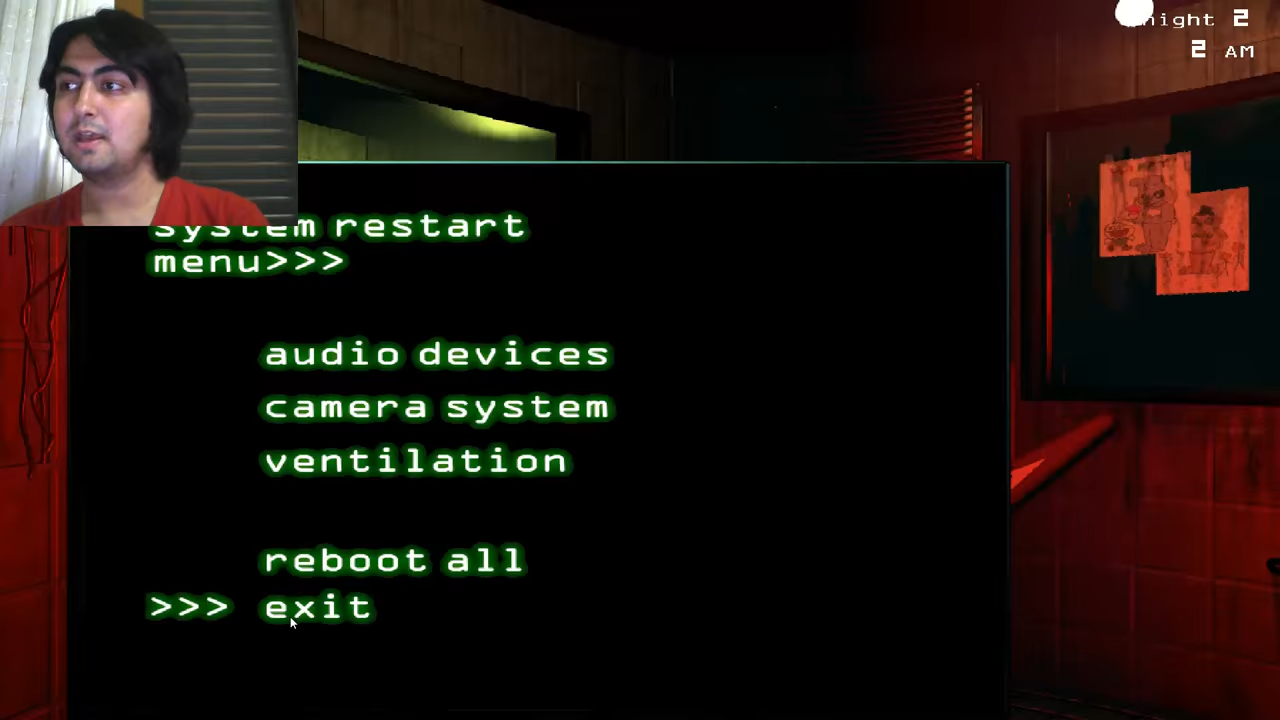 night 2
2 AM
system restart
menu>>>
audio devices
camera system
ventilation
reboot all
>>> exit